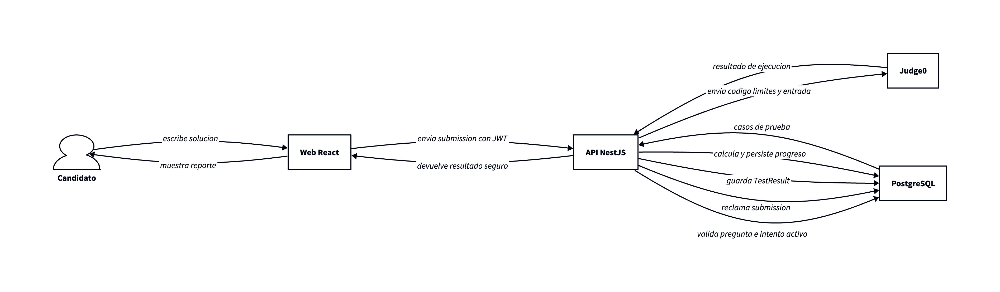 resultado de ejecucion
Judge0
envia codigo limites y entrada
casos de prueba
escribe solucion
envia submission con JWT
Web React
API NestJS
calcula y persiste progreso
muestra reporte
devuelve resultado seguro
Candidato
guarda TestResult
PostgreSQL
reclama submission
valida pregunta e intento activo